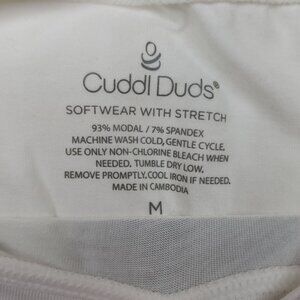 Cuddl Duds®
SOFTWEAR WITH STRETCH
93% MODAL / 7% SPANDEX
MACHINE WASH COLD, GENTLE CYCLE.
USE ONLY NON-CHLORINE BLEACH WHEN
NEEDED. TUMBLE DRY LOW.
REMOVE PROMPTLY. COOL IRON IF NEEDED.
MADE IN CAMBODIA
M